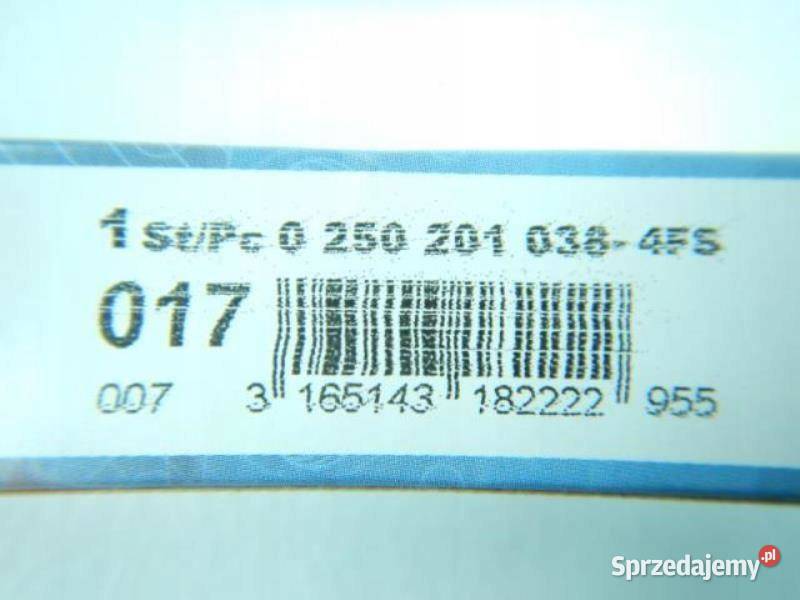 1 St/Pc 0 250 201 038-4FS
017
007 3 165143 182222 955
Sprzedajemy.pl